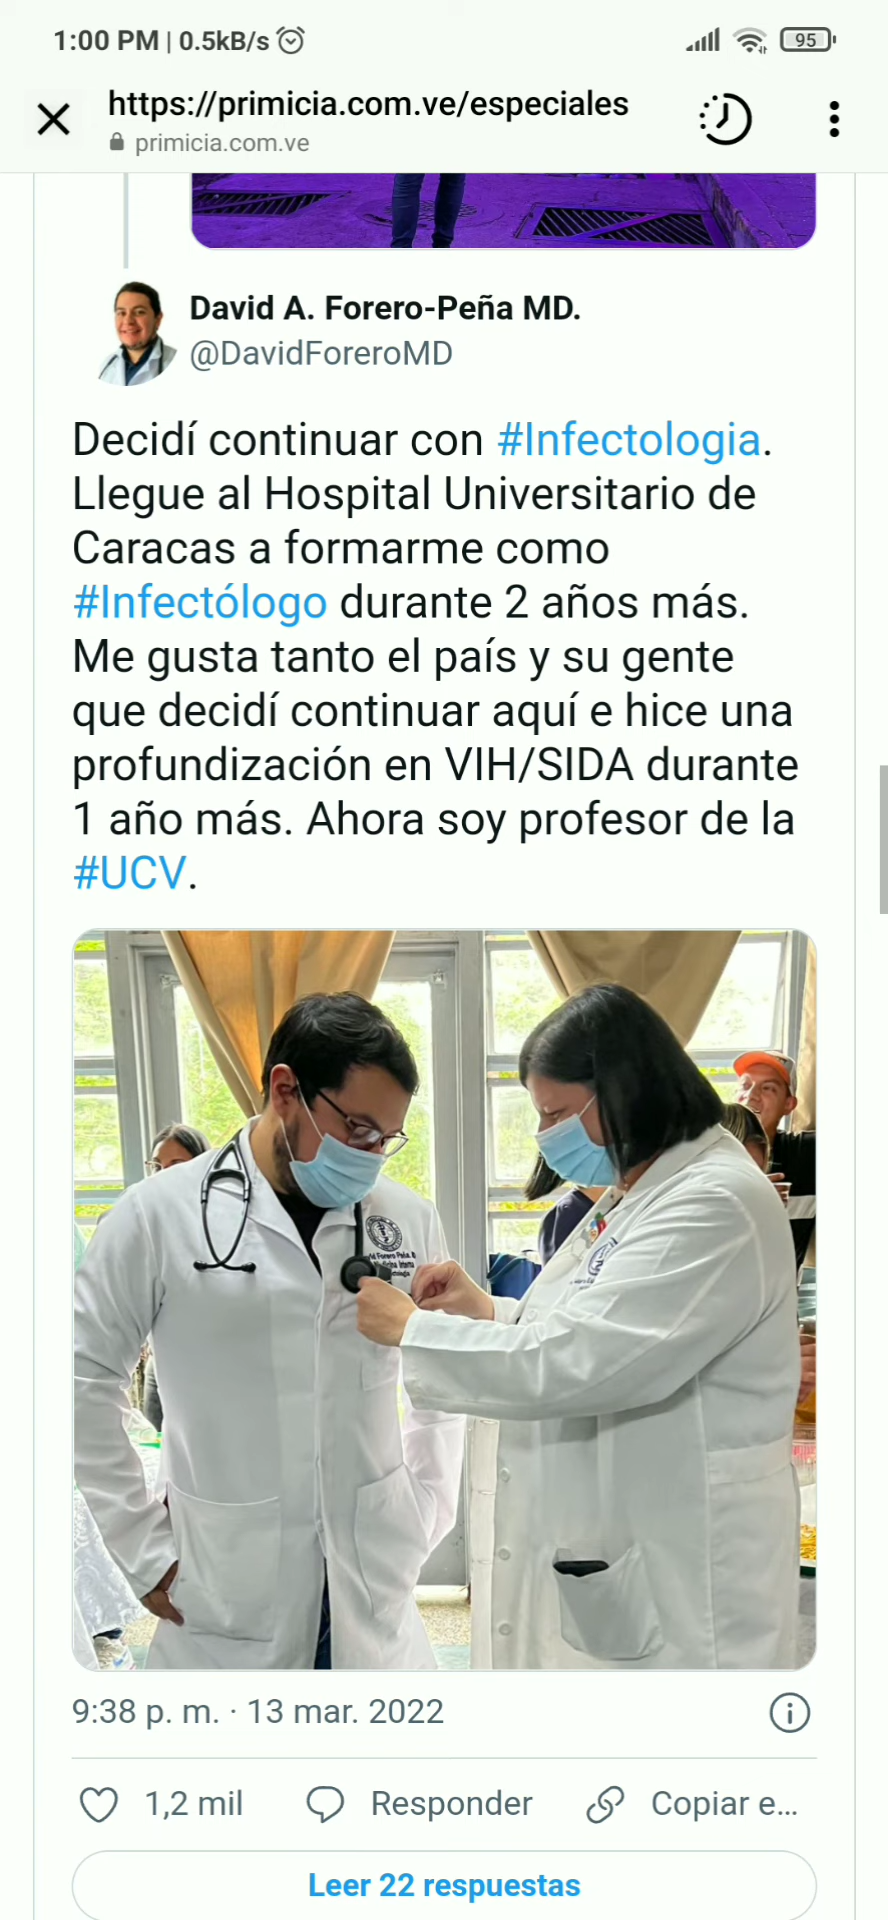 1:00 PM | 0.5kB/s
95
https://primicia.com.ve/especiales
primicia.com.ve
David A. Forero-Peña MD.
@DavidForeroMD
Decidí continuar con #Infectologia.
Llegue al Hospital Universitario de
Caracas a formarme como
#Infectólogo durante 2 años más.
Me gusta tanto el país y su gente
que decidí continuar aquí e hice una
profundización en VIH/SIDA durante
1 año más. Ahora soy profesor de la
#UCV.
Forero Peña
9:38 p. m. · 13 mar. 2022
1,2 mil
Responder
Copiar e...
Leer 22 respuestas